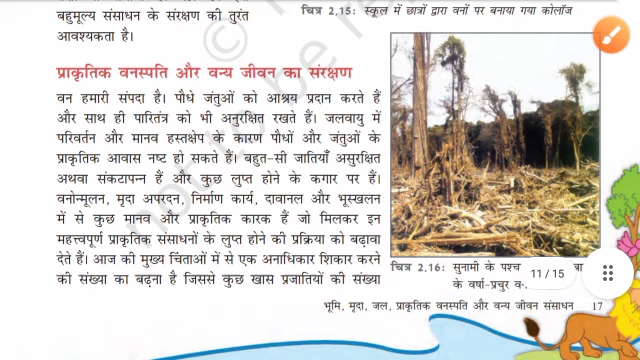 बहुमूल्य संसाधन के संरक्षण की तुरंत
आवश्यकता है।
चित्र 2.15: स्कूल में छात्रों द्वारा वनों पर बनाया गया कोलॉज
प्राकृतिक वनस्पति और वन्य जीवन का संरक्षण
वन हमारी संपदा है। पौधे जंतुओं को आश्रय प्रदान करते हैं
और साथ ही पारितंत्र को भी अनुरक्षित रखते हैं। जलवायु में
परिवर्तन और मानव हस्तक्षेप के कारण पौधों और जंतुओं के
प्राकृतिक आवास नष्ट हो सकते हैं। बहुत-सी जातियाँ असुरक्षित
अथवा संकटापन्न हैं और कुछ लुप्त होने के कगार पर हैं।
वनोन्मूलन, मृदा अपरदन, निर्माण कार्य, दावानल और भूस्खलन
में से कुछ मानव और प्राकृतिक कारक हैं जो मिलकर इन
महत्त्वपूर्ण प्राकृतिक संसाधनों के लुप्त होने की प्रक्रिया को बढ़ावा
देते हैं। आज की मुख्य चिंताओं में से एक अनाधिकार शिकार करने
की संख्या का बढ़ना है जिससे कुछ खास प्रजातियों की संख्या
चित्र 2.16: सुनामी के पश्च
के वर्षा-प्रचुर
11/15
भूमि, मृदा, जल, प्राकृतिक वनस्पति और वन्य जीवन संसाधन 17
not to be re